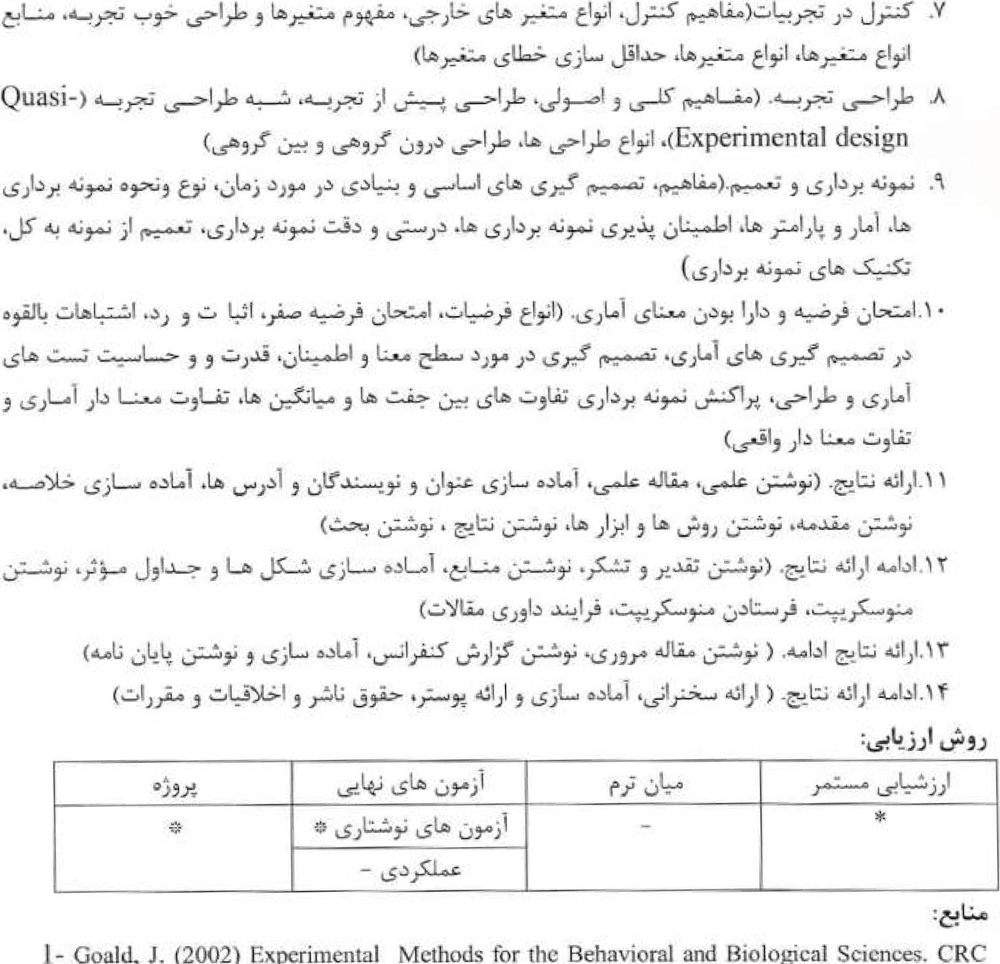 ۷. کنترل در تجربیات(مفاهیم کنترل، انواع متغیر های خارجی، مفهوم متغیرها و طراحی خوب تجربه، منابع
انواع متغیرها، انواع متغیرها، حداقل سازی خطای متغیرها)
۸. طراحی تجربه. (مفاهیم کلی و اصولی، طراحی پیش از تجربه، شبه طراحی تجربه (Quasi-
Experimental design)، انواع طراحی ها، طراحی درون گروهی و بین گروهی)
۹. نمونه برداری و تعمیم.(مفاهیم، تصمیم گیری های اساسی و بنیادی در مورد زمان، نوع ونحوه نمونه برداری
ها، آمار و پارامتر ها، اطمینان پذیری نمونه برداری ها، درستی و دقت نمونه برداری، تعمیم از نمونه به کل،
تکنیک های نمونه برداری)
۱۰.امتحان فرضیه و دارا بودن معنای آماری. (انواع فرضیات، امتحان فرضیه صفر، اثبا ت و رد، اشتباهات بالقوه
در تصمیم گیری های آماری، تصمیم گیری در مورد سطح معنا و اطمینان، قدرت و و حساسیت تست های
آماری و طراحی، پراکنش نمونه برداری تفاوت های بین جفت ها و میانگین ها، تفاوت معنا دار آماری و
تفاوت معنا دار واقعی)
۱۱.ارائه نتایج. (نوشتن علمی، مقاله علمی، آماده سازی عنوان و نویسندگان و آدرس ها، آماده سازی خلاصه،
نوشتن مقدمه، نوشتن روش ها و ابزار ها، نوشتن نتایج ، نوشتن بحث)
۱۲.ادامه ارائه نتایج. (نوشتن تقدیر و تشکر، نوشتن منابع، آماده سازی شکل ها و جداول مؤثر، نوشتن
منوسکریپت، فرستادن منوسکریپت، فرایند داوری مقالات)
۱۳.ارائه نتایج ادامه. ( نوشتن مقاله مروری، نوشتن گزارش کنفرانس، آماده سازی و نوشتن پایان نامه)
۱۴.ادامه ارائه نتایج. ( ارائه سخنرانی، آماده سازی و ارائه پوستر، حقوق ناشر و اخلاقیات و مقررات)
روش ارزیابی:
ارزشیابی مستمر میان ترم آزمون های نهایی پروژه
* - آزمون های نوشتاری * *
عملکردی -
منابع:
1- Goald, J. (2002) Experimental Methods for the Behavioral and Biological Sciences. CRC